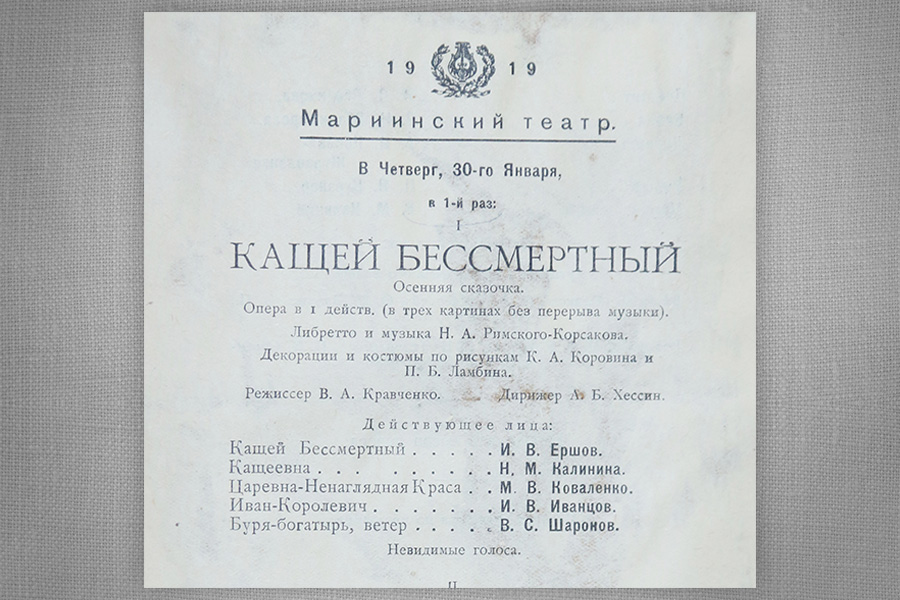 1919
Мариинский театр.
В Четверг, 30-го Января,
в 1-й раз:
I
КАЩЕЙ БЕССМЕРТНЫЙ
Осенняя сказочка.
Опера в 1 действ. (в трех картинах без перерыва музыки).
Либретто и музыка Н. А. Римского-Корсакова.
Декорации и костюмы по рисункам К. А. Коровина и
П. Б. Ламбина.
Режиссер В. А. Кравченко. Дирижер А. Б. Хессин.
Действующее лица:
Кащей Бессмертный . . . . . И. В. Ершов.
Кащеевна . . . . . . . . . Н. М. Калинина.
Царевна-Ненаглядная Краса . . М. В. Коваленко.
Иван-Королевич . . . . . . . И. В. Иванцов.
Буря-богатырь, ветер . . . . . В. С. Шаронов.
Невидимые голоса.
II